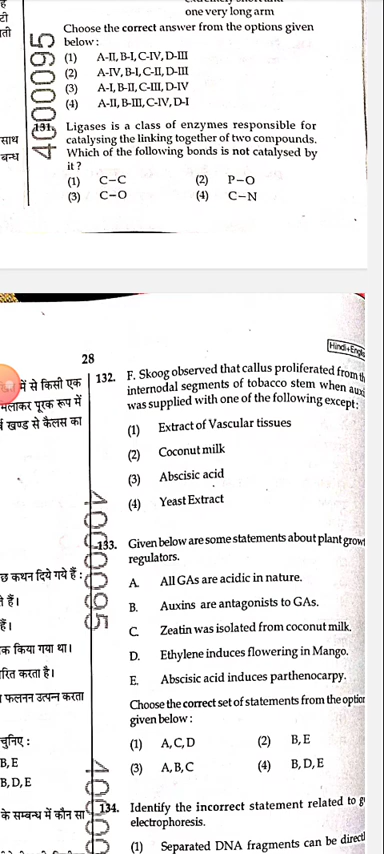 टी
ती
one very long arm
Choose the correct answer from the options given
below :
(1) A-II, B-I, C-IV, D-III
(2) A-IV, B-I, C-II, D-III
(3) A-I, B-II, C-III, D-IV
(4) A-II, B-III, C-IV, D-I
4000095
साथ
बन्ध
131. Ligases is a class of enzymes responsible for
catalysing the linking together of two compounds.
Which of the following bonds is not catalysed by
it ?
(1) C–C (2) P–O
(3) C–O (4) C–N
28
Hindi+Engl
में से किसी एक
मिलाकर पूरक रूप में
खण्ड से कैलस का
132. F. Skoog observed that callus proliferated from
internodal segments of tobacco stem when
was supplied with one of the following except :
(1) Extract of Vascular tissues
(2) Coconut milk
(3) Abscisic acid
(4) Yeast Extract
4000095
छ कथन दिये गये हैं :
हैं।
हैं।
क किया गया था।
रित करता है।
फलनन उत्पन्न करता
चुनिए :
B, E
B, D, E
के सम्बन्ध में कौन सा
133. Given below are some statements about plant grow
regulators.
A. All GAs are acidic in nature.
B. Auxins are antagonists to GAs.
C. Zeatin was isolated from coconut milk.
D. Ethylene induces flowering in Mango.
E. Abscisic acid induces parthenocarpy.
Choose the correct set of statements from the option
given below :
(1) A, C, D (2) B, E
(3) A, B, C (4) B, D, E
134. Identify the incorrect statement related to
electrophoresis.
(1) Separated DNA fragments can be directl